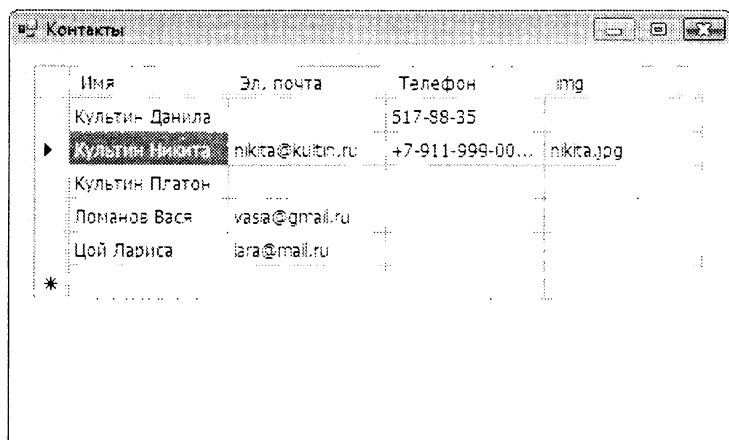 Контакты
Имя Эл. почта Телефон img
Культин Данила 517-88-35
Культин Никита nikita@kultin.ru +7-911-999-00... nikita.jpg
Культин Платон
Ломанов Вася vasia@gmail.ru
Цой Лариса lara@mail.ru